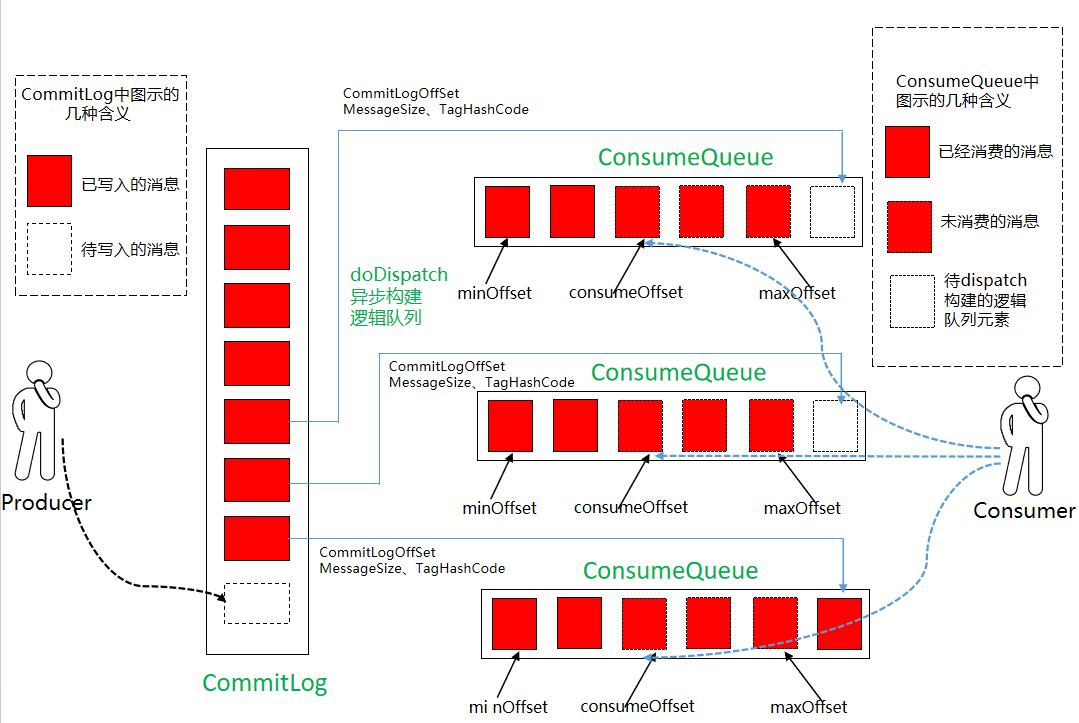 CommitLog中图示的
几种含义
已写入的消息
待写入的消息
CommitLogOffSet
MessageSize、TagHashCode
ConsumeQueue
minOffset
consumeOffset
maxOffset
doDispatch
异步构建
逻辑队列
ConsumeQueue中
图示的几种含义
已经消费的消息
未消费的消息
待dispatch
构建的逻辑
队列元素
CommitLogOffSet
MessageSize、TagHashCode
ConsumeQueue
minOffset
consumeOffset
maxOffset
Producer
Consumer
CommitLogOffSet
MessageSize、TagHashCode
ConsumeQueue
mi nOffset
consumeOffset
maxOffset
CommitLog